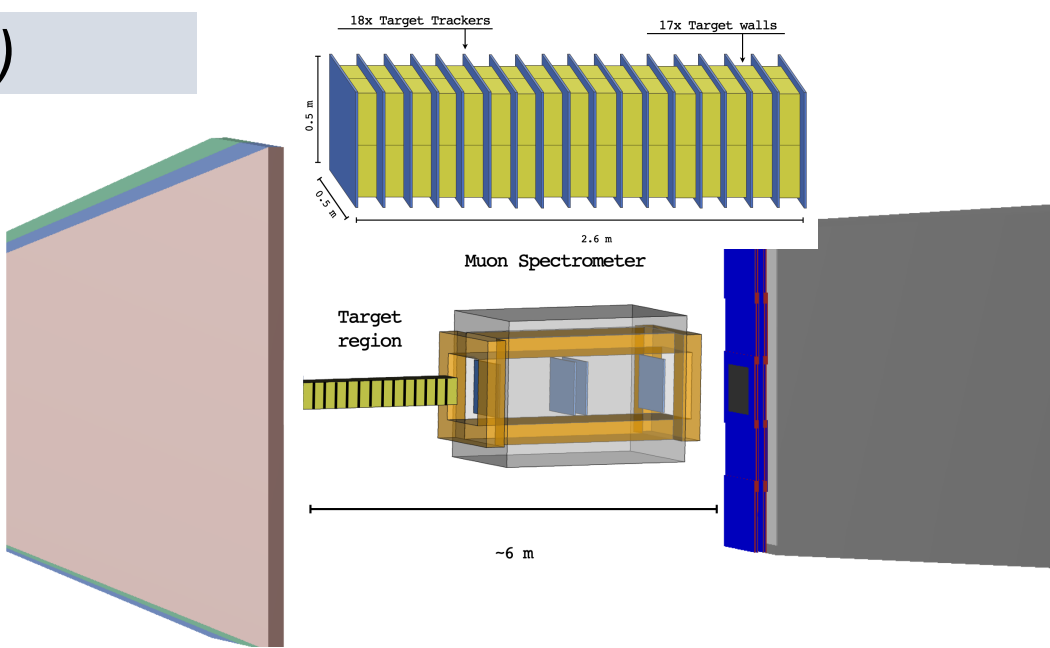 )
18x Target Trackers
17x Target walls
0.5 m
0.5 m
2.6 m
Muon Spectrometer
Target
region
~6 m